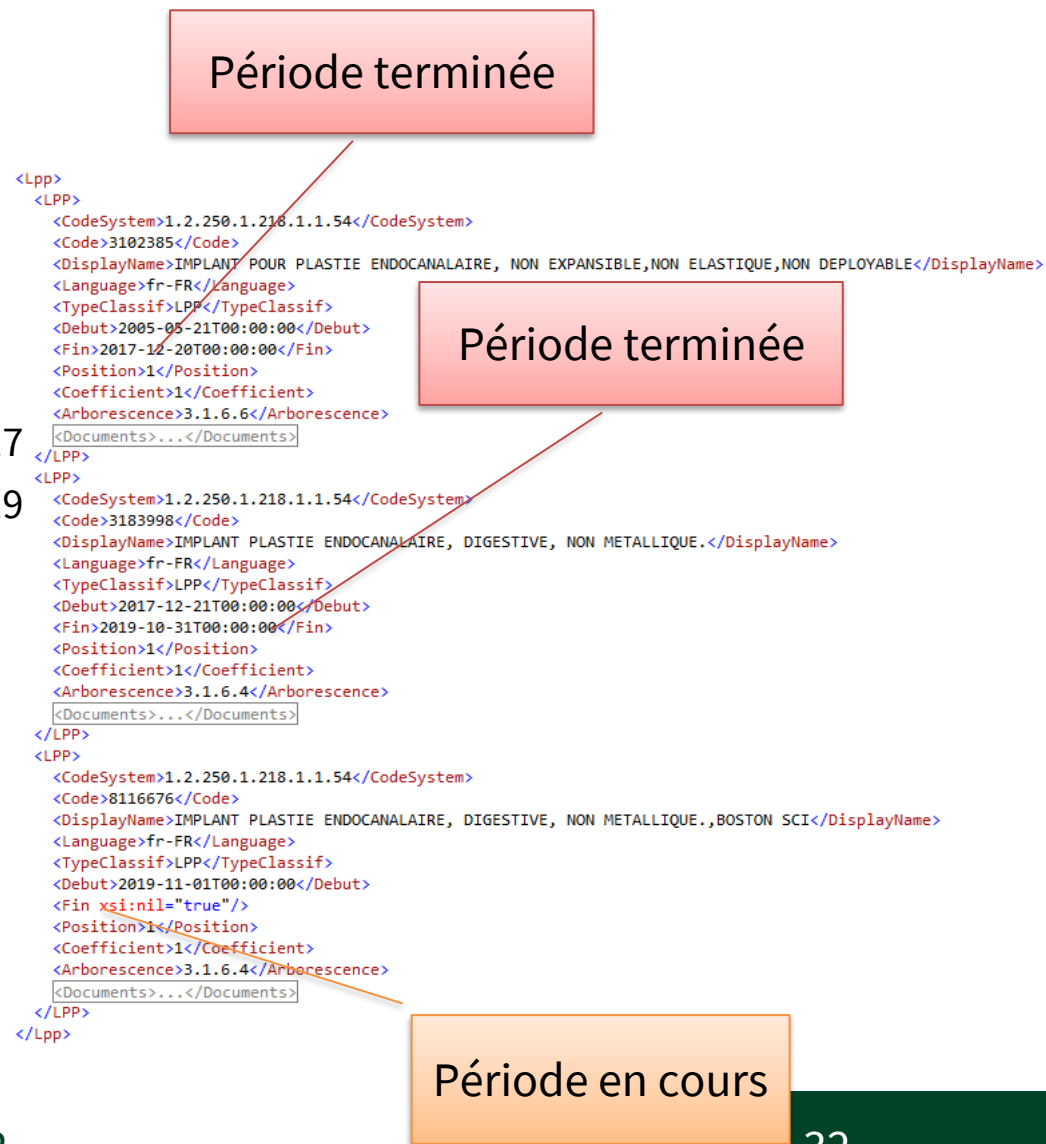 Période terminée
<Lpp>
<LPP>
<CodeSystem>1.2.250.1.218.1.1.54</CodeSystem>
<Code>3102385</Code>
<DisplayName>IMPLANT POUR PLASTIE ENDOCANALAIRE, NON EXPANSIBLE,NON ELASTIQUE,NON DEPLOYABLE</DisplayName>
<Language>fr-FR</Language>
<TypeClassif>LPP</TypeClassif>
<Debut>2005-05-21T00:00:00</Debut>
<Fin>2017-12-20T00:00:00</Fin>
<Position>1</Position>
<Coefficient>1</Coefficient>
<Arborescence>3.1.6.6</Arborescence>
<Documents>...</Documents>
</LPP>
Période terminée
7
<LPP>
9
<CodeSystem>1.2.250.1.218.1.1.54</CodeSystem>
<Code>3183998</Code>
<DisplayName>IMPLANT PLASTIE ENDOCANALAIRE, DIGESTIVE, NON METALLIQUE.</DisplayName>
<Language>fr-FR</Language>
<TypeClassif>LPP</TypeClassif>
<Debut>2017-12-21T00:00:00</Debut>
<Fin>2019-10-31T00:00:00</Fin>
<Position>1</Position>
<Coefficient>1</Coefficient>
<Arborescence>3.1.6.4</Arborescence>
<Documents>...</Documents>
</LPP>
<LPP>
<CodeSystem>1.2.250.1.218.1.1.54</CodeSystem>
<Code>8116676</Code>
<DisplayName>IMPLANT PLASTIE ENDOCANALAIRE, DIGESTIVE, NON METALLIQUE.,BOSTON SCI</DisplayName>
<Language>fr-FR</Language>
<TypeClassif>LPP</TypeClassif>
<Debut>2019-11-01T00:00:00</Debut>
<Fin xsi:nil="true"/>
<Position>1</Position>
<Coefficient>1</Coefficient>
<Arborescence>3.1.6.4</Arborescence>
<Documents>...</Documents>
</LPP>
</Lpp>
Période en cours